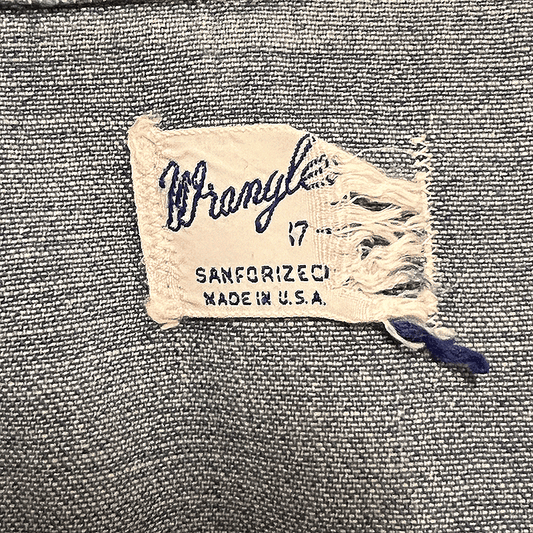 Wrangle
17
SANFORIZED
MADE IN U.S.A.